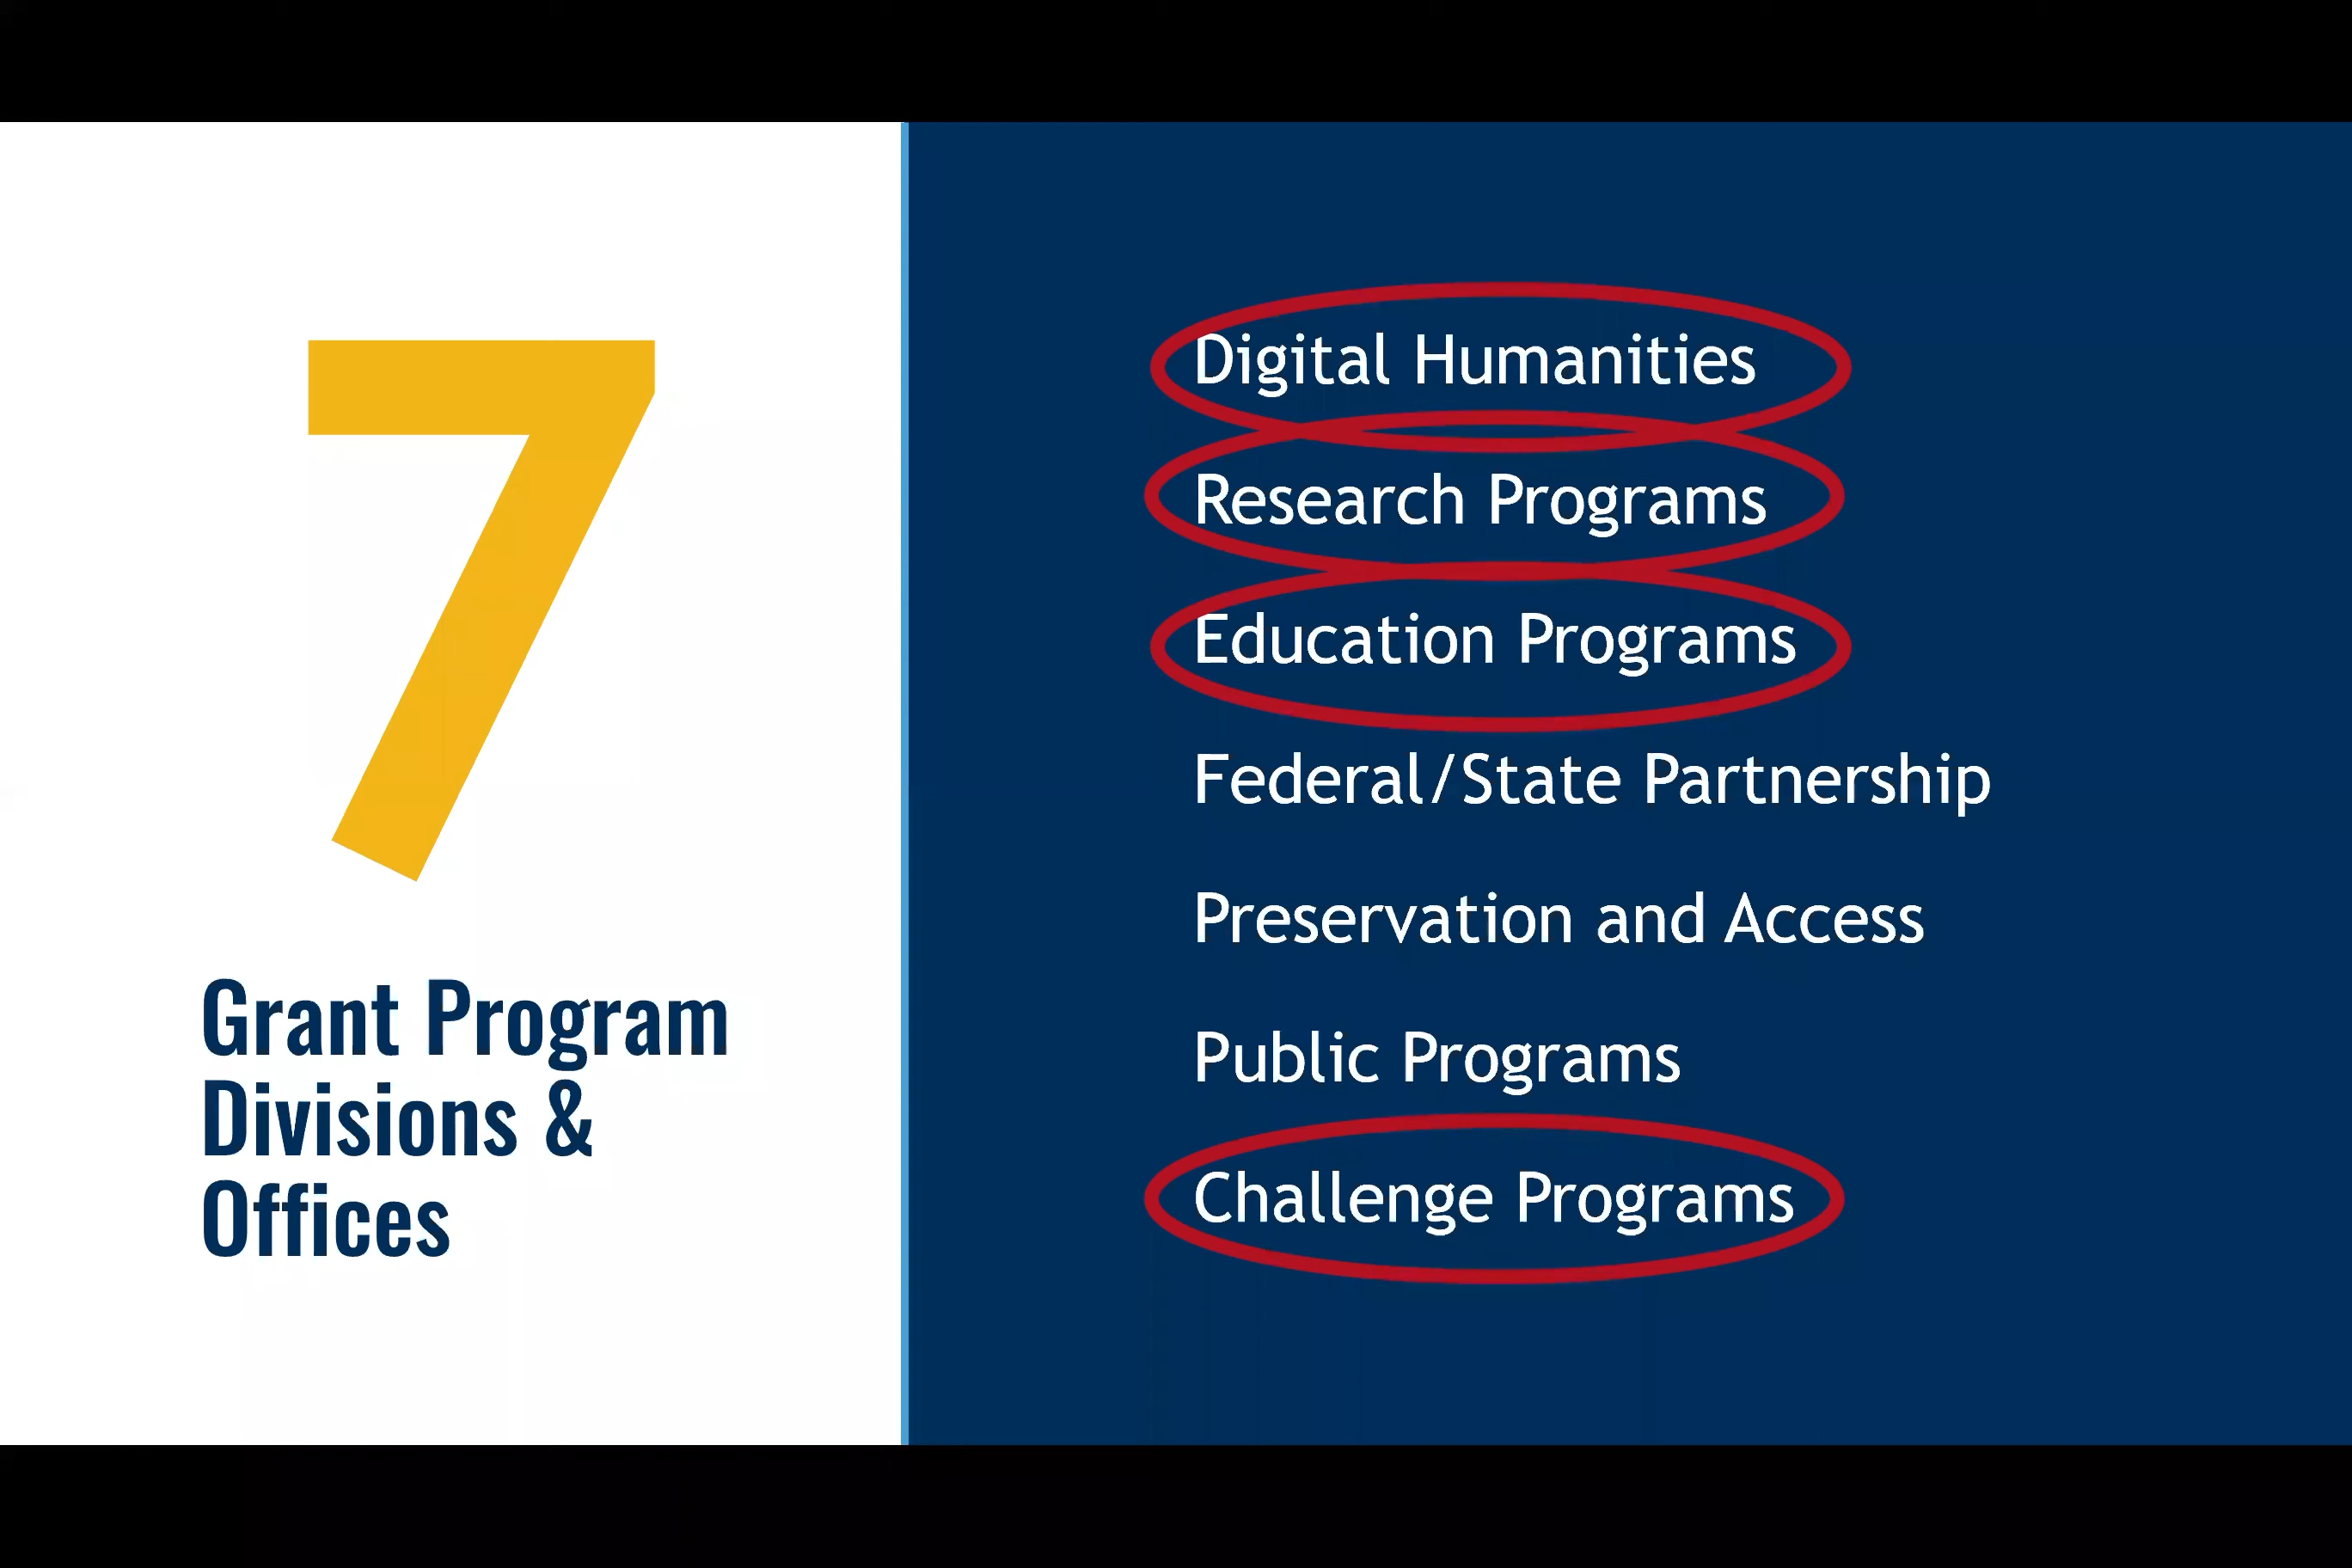 7
Grant Program
Divisions &
Offices
Digital Humanities
Research Programs
Education Programs
Federal/State Partnership
Preservation and Access
Public Programs
Challenge Programs